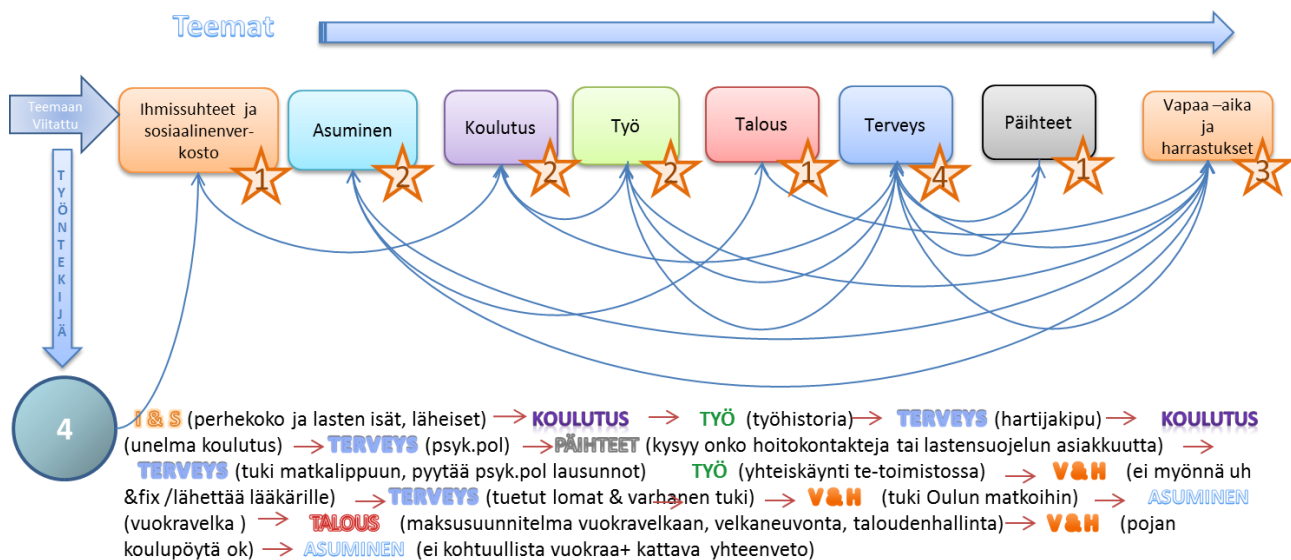 Teemat
Teemaan
Viitattu
Ihmissuhteet ja
sosiaalinenver-
kosto
1
Asuminen
2
Koulutus
2
Työ
2
Talous
1
Terveys
4
Päihteet
1
Vapaa –aika
ja
harrastukset
3
TYÖNTEKIJÄ
4
I & S (perhekoko ja lasten isät, läheiset) → KOULUTUS → TYÖ (työhistoria) → TERVEYS (hartijakipu) → KOULUTUS
(unelma koulutus) → TERVEYS (psyk.pol) → PÄIHTEET (kysyy onko hoitokontakteja tai lastensuojelun asiakkuutta) →
TERVEYS (tuki matkalippuun, pyytää psyk.pol lausunnot) TYÖ (yhteiskäynti te-toimistossa) → V&H (ei myönnä uh
&fix /lähettää lääkärille) → TERVEYS (tuetut lomat & varhanen tuki) → V&H (tuki Oulun matkoihin) → ASUMINEN
(vuokravelka ) → TALOUS (maksusuunnitelma vuokravelkaan, velkaneuvonta, taloudenhallinta) → V&H (pojan
koulupöytä ok) → ASUMINEN (ei kohtuullista vuokraa+ kattava yhteenveto)